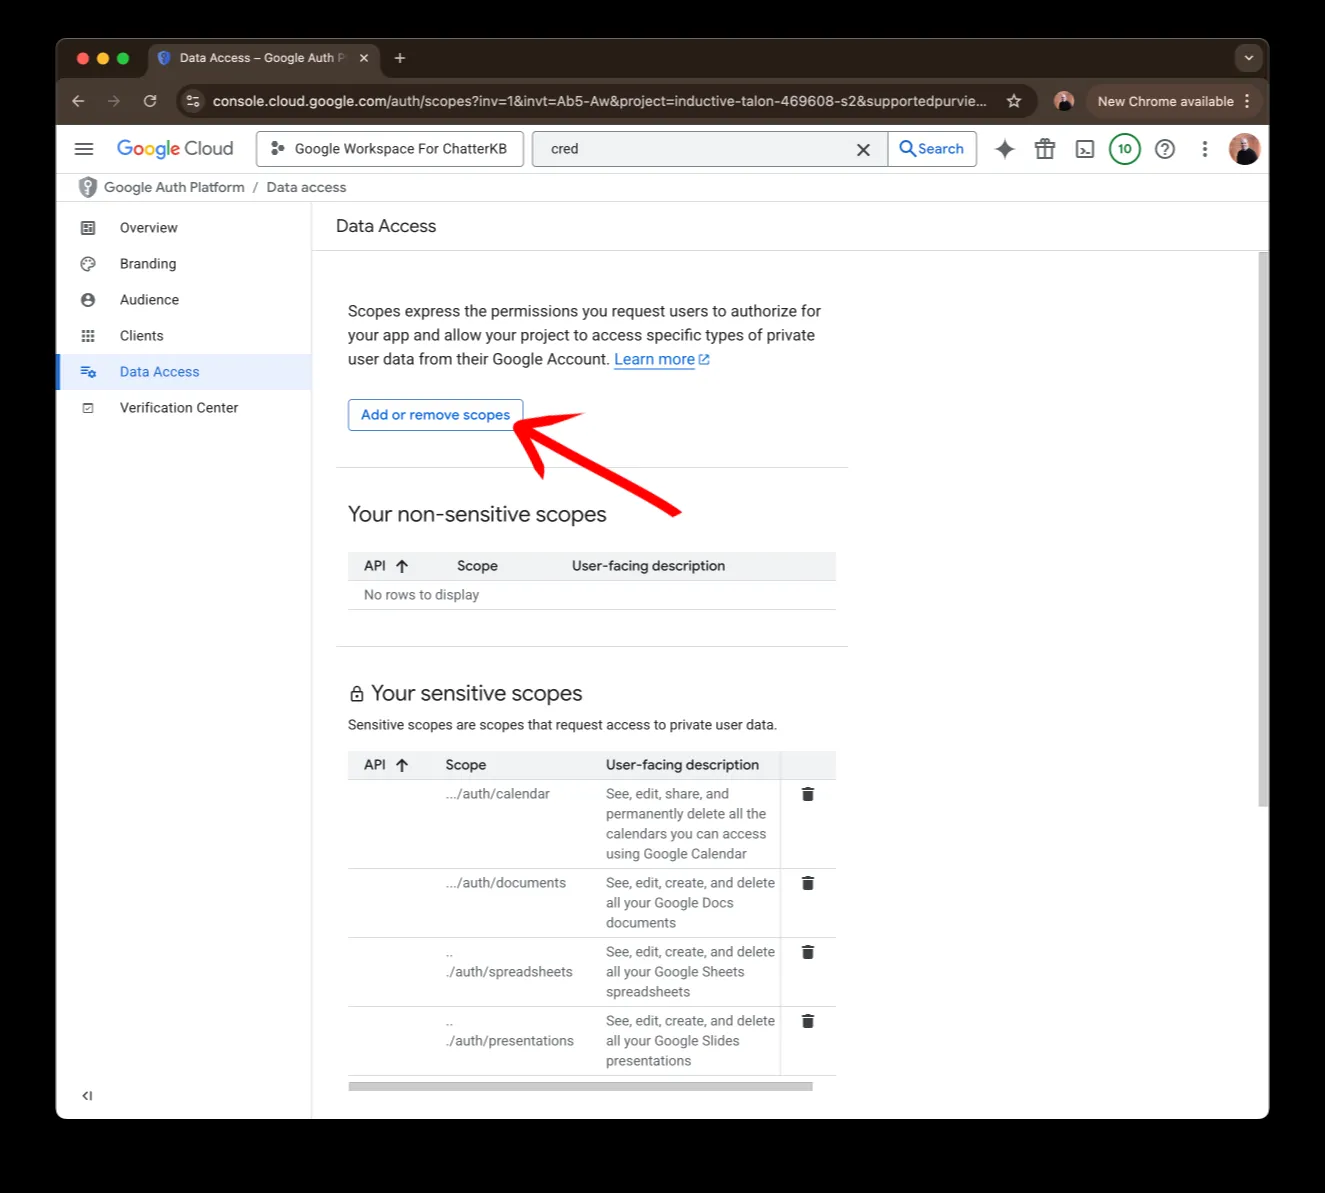 Data Access – Google Auth P
console.cloud.google.com/auth/scopes?inv=1&invt=Ab5-Aw&project=inductive-talon-469608-s2&supportedpurvie...
New Chrome available
Google Cloud
Google Workspace For ChatterKB
cred
Search
10
Google Auth Platform / Data access
Overview
Branding
Audience
Clients
Data Access
Verification Center
Data Access
Scopes express the permissions you request users to authorize for
your app and allow your project to access specific types of private
user data from their Google Account. Learn more
Add or remove scopes
Your non-sensitive scopes
API Scope User-facing description
No rows to display
Your sensitive scopes
Sensitive scopes are scopes that request access to private user data.
API Scope User-facing description
.../auth/calendar See, edit, share, and
permanently delete all the
calendars you can access
using Google Calendar
.../auth/documents See, edit, create, and delete
all your Google Docs
documents
.. See, edit, create, and delete
./auth/spreadsheets all your Google Sheets
spreadsheets
.. See, edit, create, and delete
./auth/presentations all your Google Slides
presentations